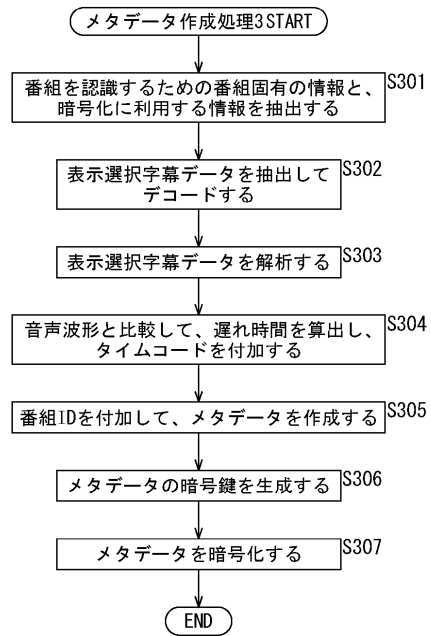 メタデータ作成処理3 START
番組を認識するための番組固有の情報と、
暗号化に利用する情報を抽出する
S301
表示選択字幕データを抽出して
デコードする
S302
表示選択字幕データを解析する
S303
音声波形と比較して、遅れ時間を算出し、
タイムコードを付加する
S304
番組IDを付加して、メタデータを作成する
S305
メタデータの暗号鍵を生成する
S306
メタデータを暗号化する
S307
END